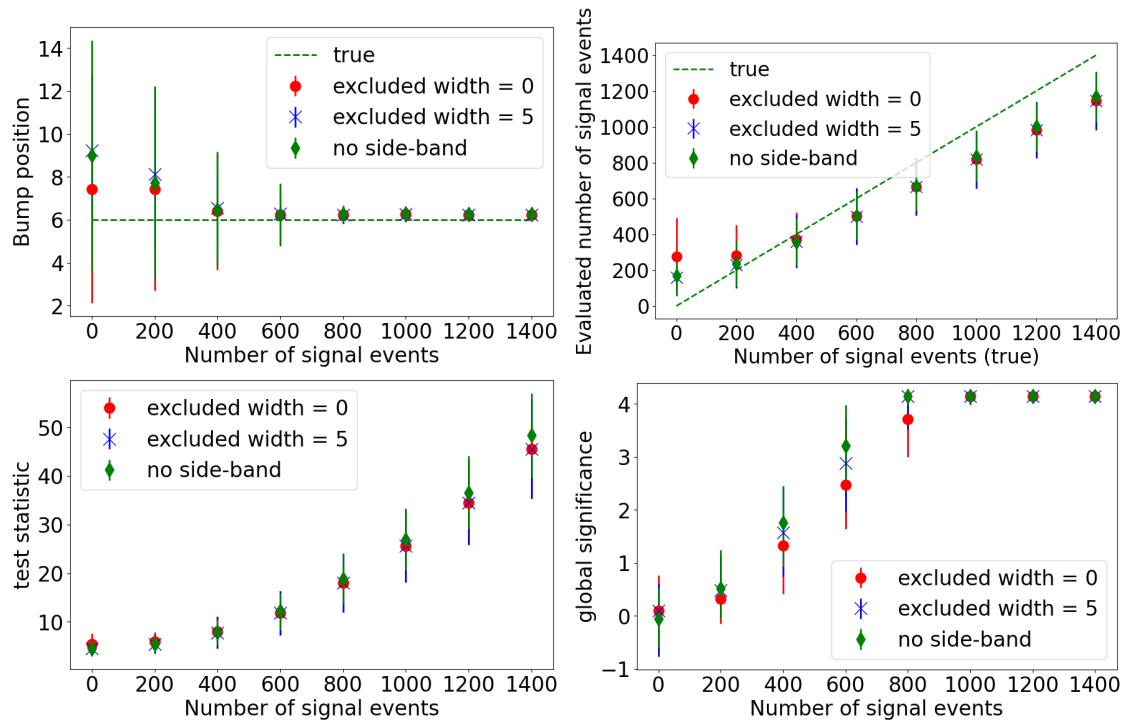 14
12
10
8
6
4
2
Bump position
true
excluded width = 0
excluded width = 5
no side-band
0 200 400 600 800 1000 1200 1400
Number of signal events
1400
1200
1000
800
600
400
200
0
Evaluated number of signal events
true
excluded width = 0
excluded width = 5
no side-band
0 200 400 600 800 1000 1200 1400
Number of signal events (true)
50
40
30
20
10
test statistic
excluded width = 0
excluded width = 5
no side-band
0 200 400 600 800 1000 1200 1400
Number of signal events
4
3
2
1
0
−1
global significance
excluded width = 0
excluded width = 5
no side-band
0 200 400 600 800 1000 1200 1400
Number of signal events